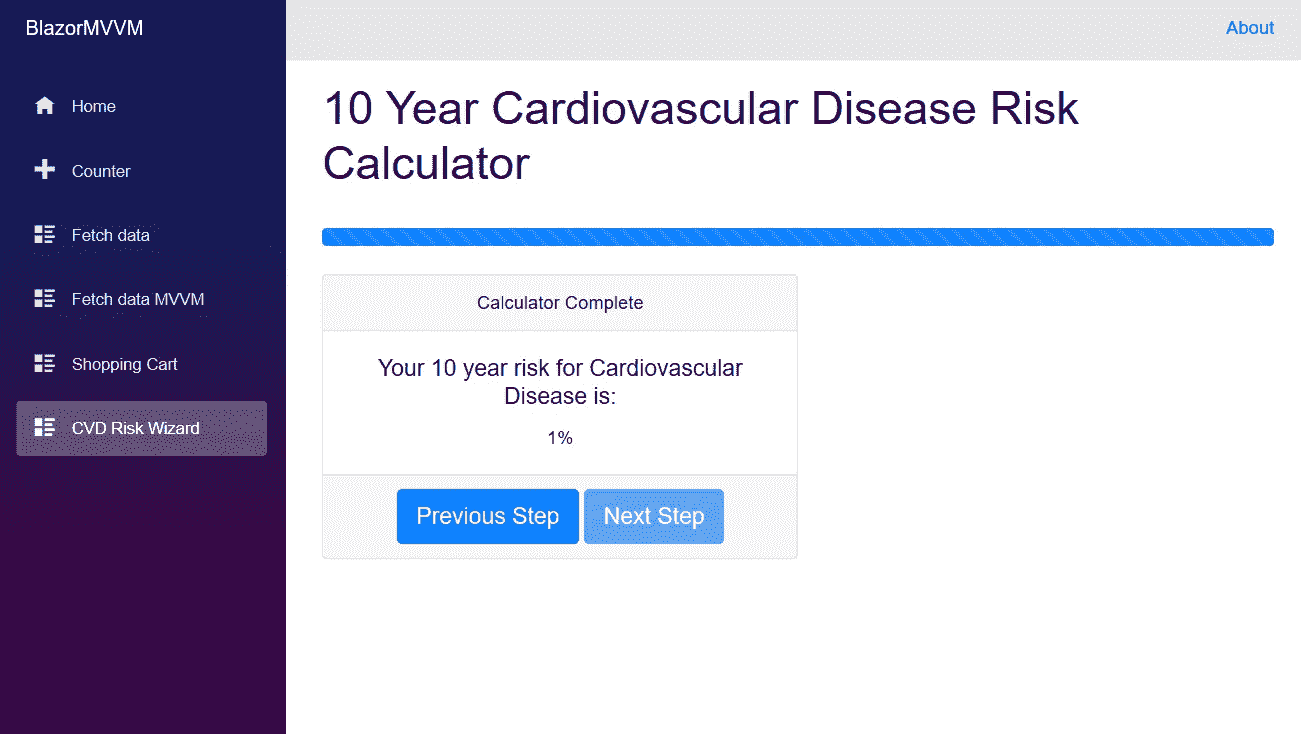 BlazorMVVM
About
Home
Counter
Fetch data
Fetch data MVVM
Shopping Cart
CVD Risk Wizard
10 Year Cardiovascular Disease Risk
Calculator
Calculator Complete
Your 10 year risk for Cardiovascular
Disease is:
1%
Previous Step
Next Step